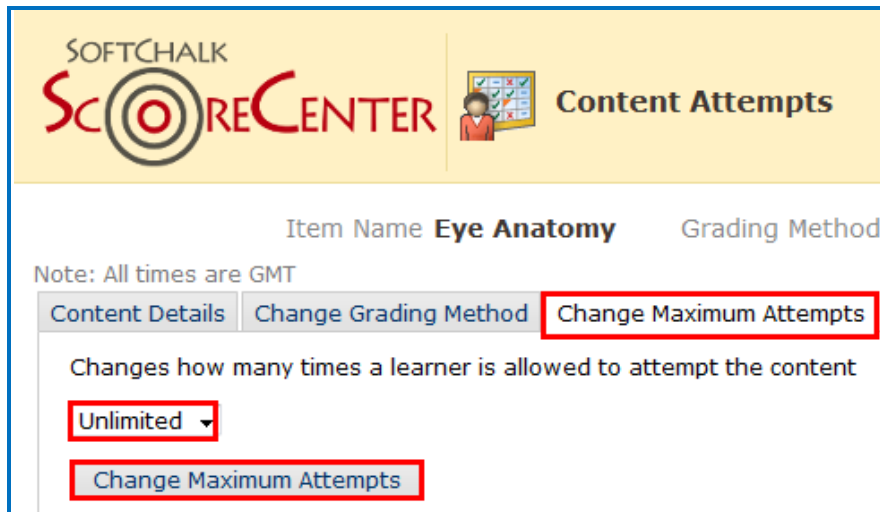 SOFTCHALK
SCORECENTER
Content Attempts
Item Name Eye Anatomy Grading Method
Note: All times are GMT
Content Details Change Grading Method Change Maximum Attempts
Changes how many times a learner is allowed to attempt the content
Unlimited
Change Maximum Attempts